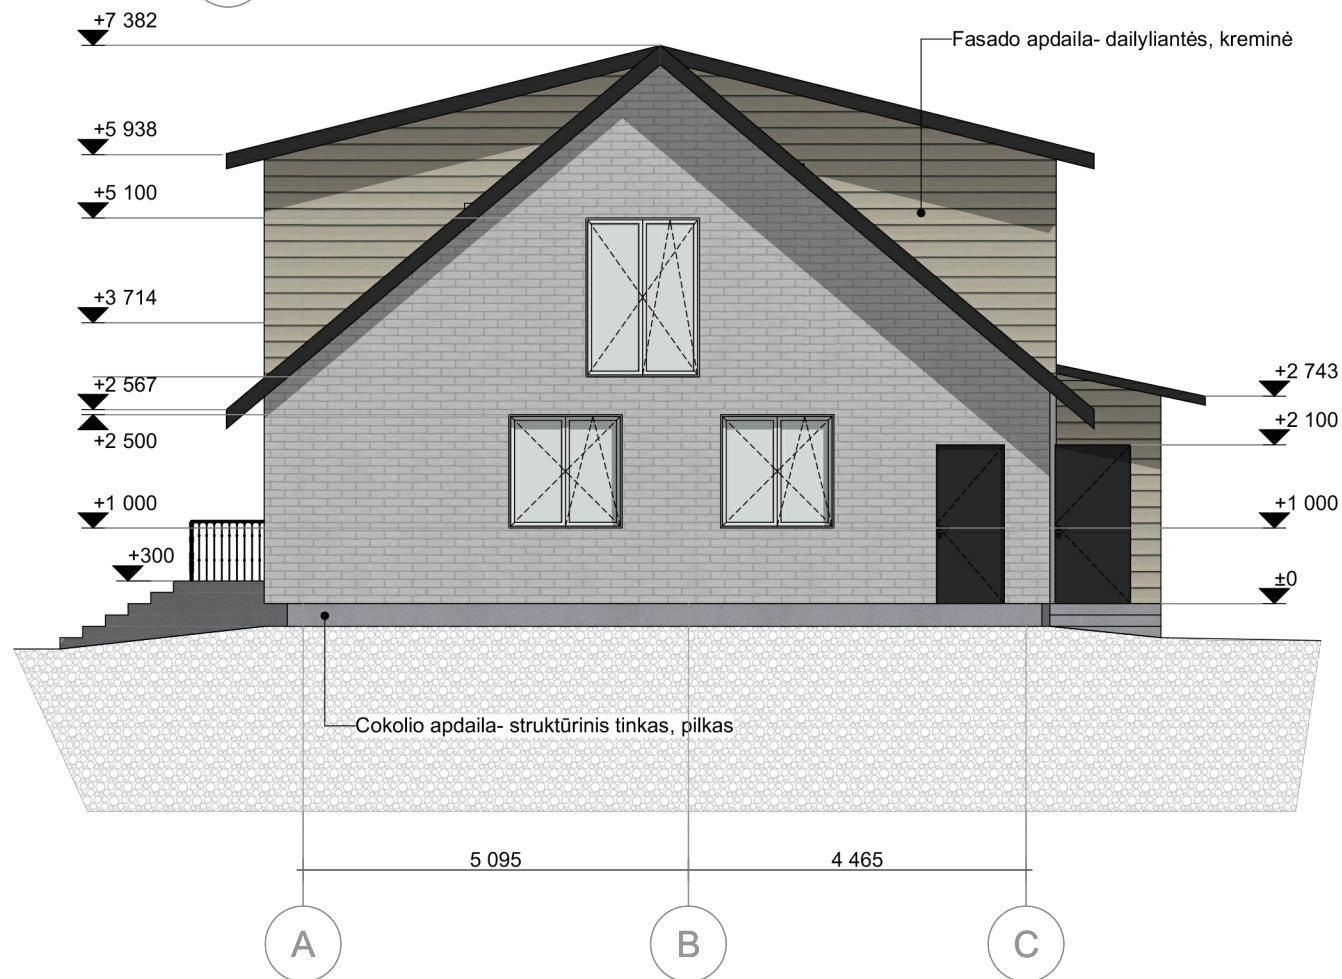 +7 382
Fasado apdaila- dailyliantės, kreminė
+5 938
+5 100
+3 714
+2 567
+2 743
+2 100
+2 500
+1 000
+1 000
+300
±0
Cokolio apdaila- struktūrinis tinkas, pilkas
5 095
4 465
A
B
C